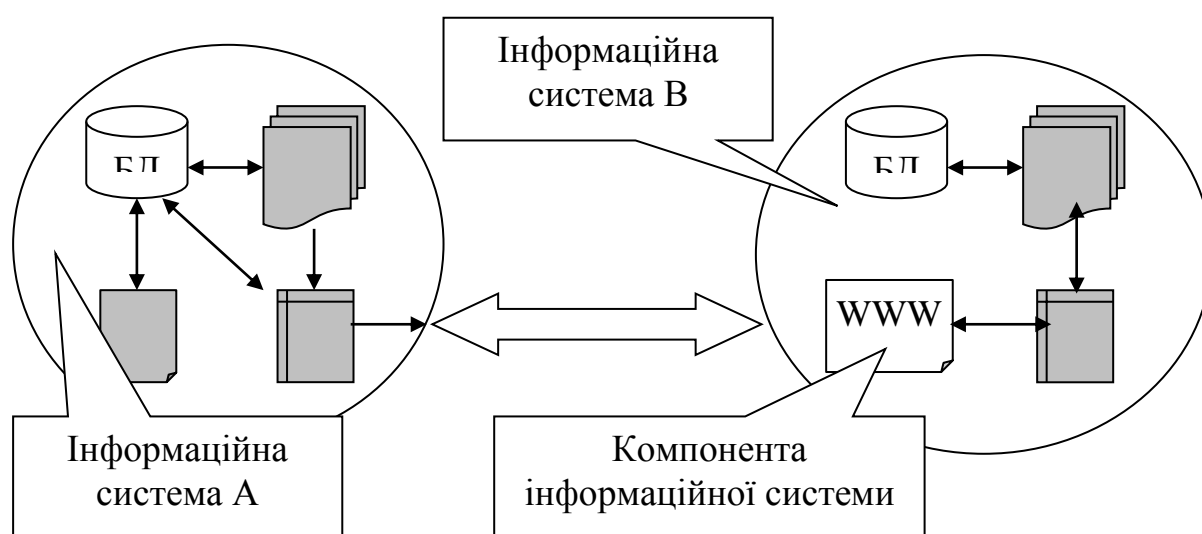 Інформаційна
система В
БД
БД
WWW
Інформаційна
система А
Компонента
інформаційної системи